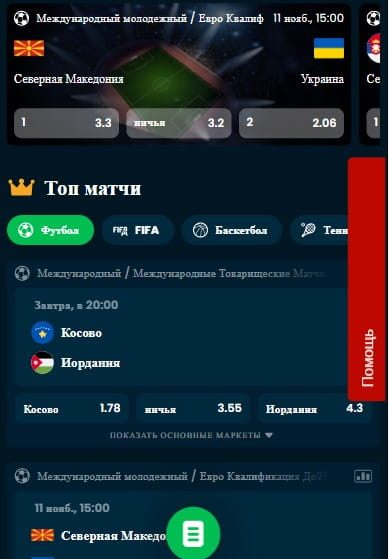 Международный молодежный / Евро Квалиф
11 нояб., 15:00
Северная Македония
Украина
1 3.3
ничья 3.2
2 2.06
1
Топ матчи
Футбол
FIFA FIFA
Баскетбол
Тенн
Помощь
Международный / Международные Товарищеские Матчи
Завтра, в 20:00
Косово
Иордания
Косово 1.78
ничья 3.55
Иордания 4.3
ПОКАЗАТЬ ОСНОВНЫЕ МАРКЕТЫ
Международный молодежный / Евро Квалификация До21
11 нояб., 15:00
Северная Македо